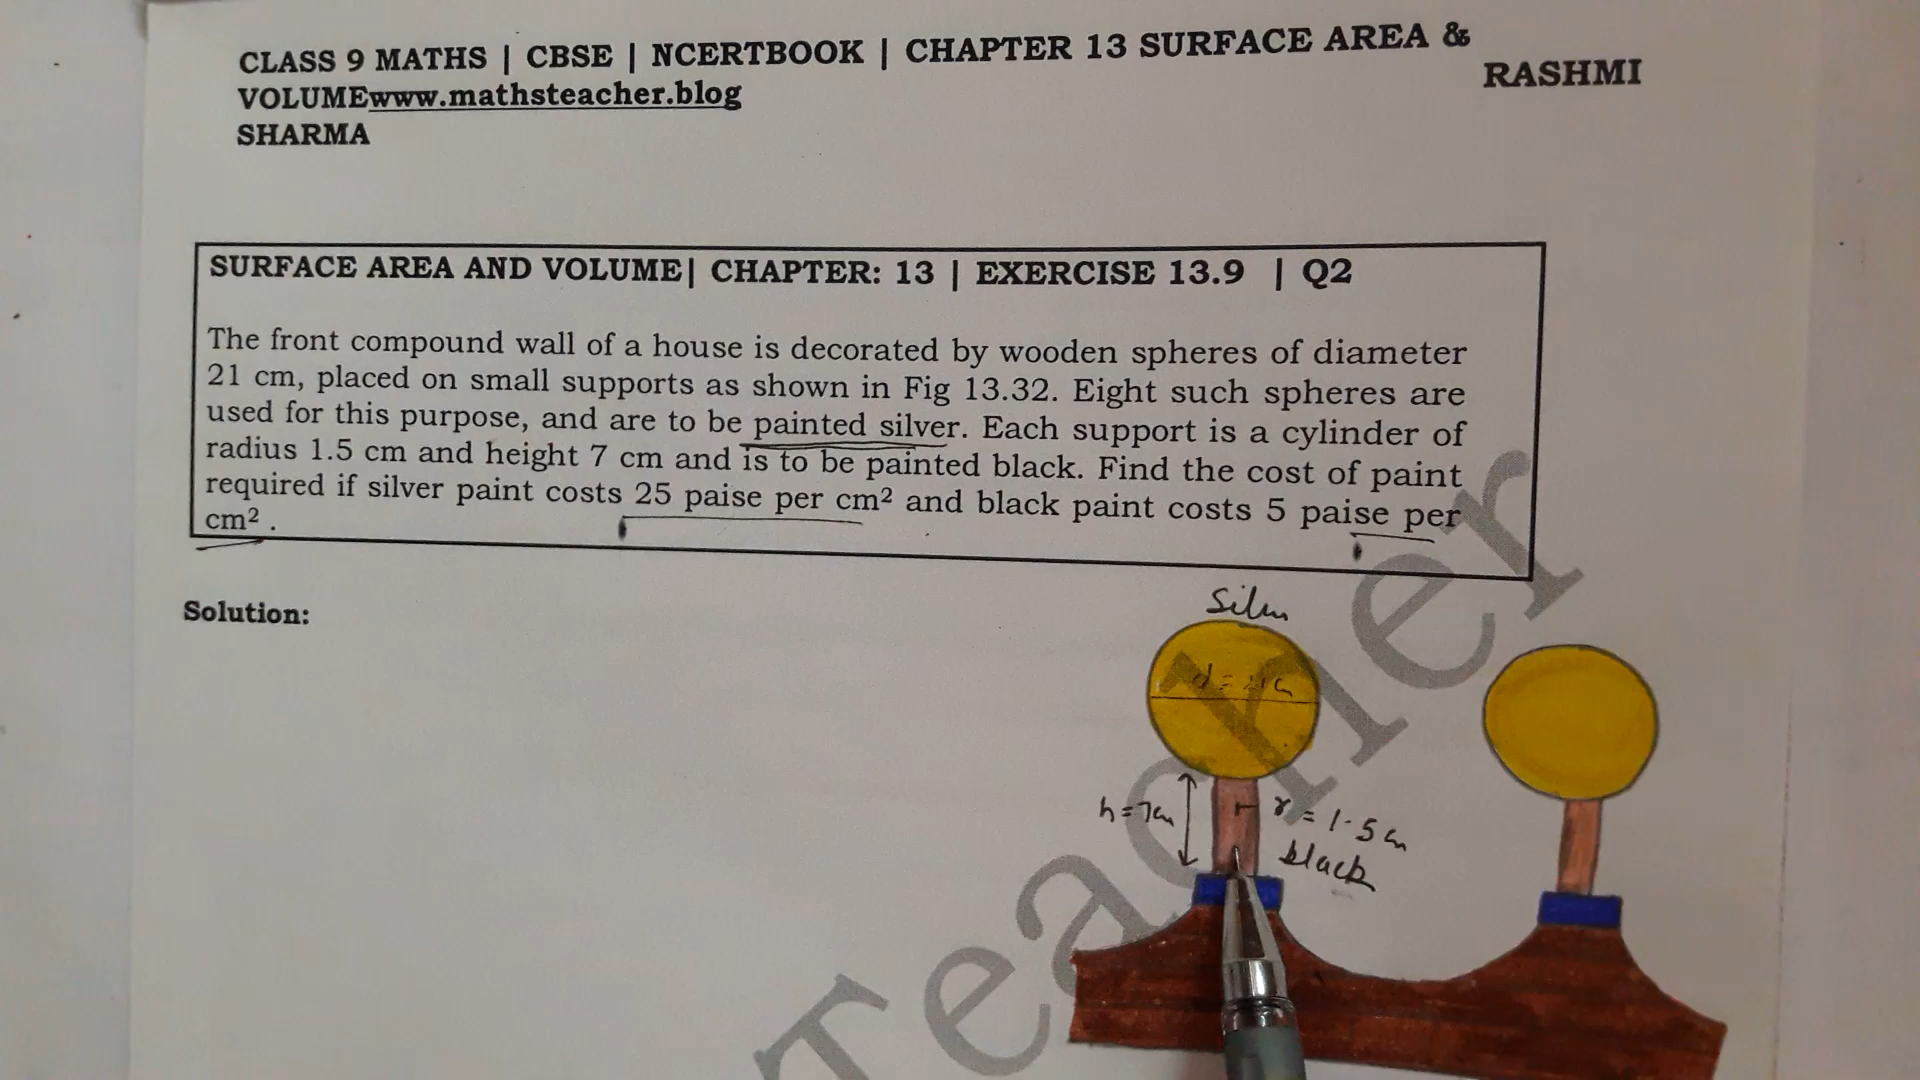 CLASS 9 MATHS | CBSE | NCERTBOOK | CHAPTER 13 SURFACE AREA &
RASHMI
VOLUMEwww.mathsteacher.blog
SHARMA
SURFACE AREA AND VOLUME| CHAPTER: 13 | EXERCISE 13.9 | Q2
The front compound wall of a house is decorated by wooden spheres of diameter
21 cm, placed on small supports as shown in Fig 13.32. Eight such spheres are
used for this purpose, and are to be painted silver. Each support is a cylinder of
radius 1.5 cm and height 7 cm and is to be painted black. Find the cost of paint
required if silver paint costs 25 paise per cm² and black paint costs 5 paise per
cm² .
Solution:
d = 21 cm
h = 7cm
r = 1.5 cm
black
Teacher